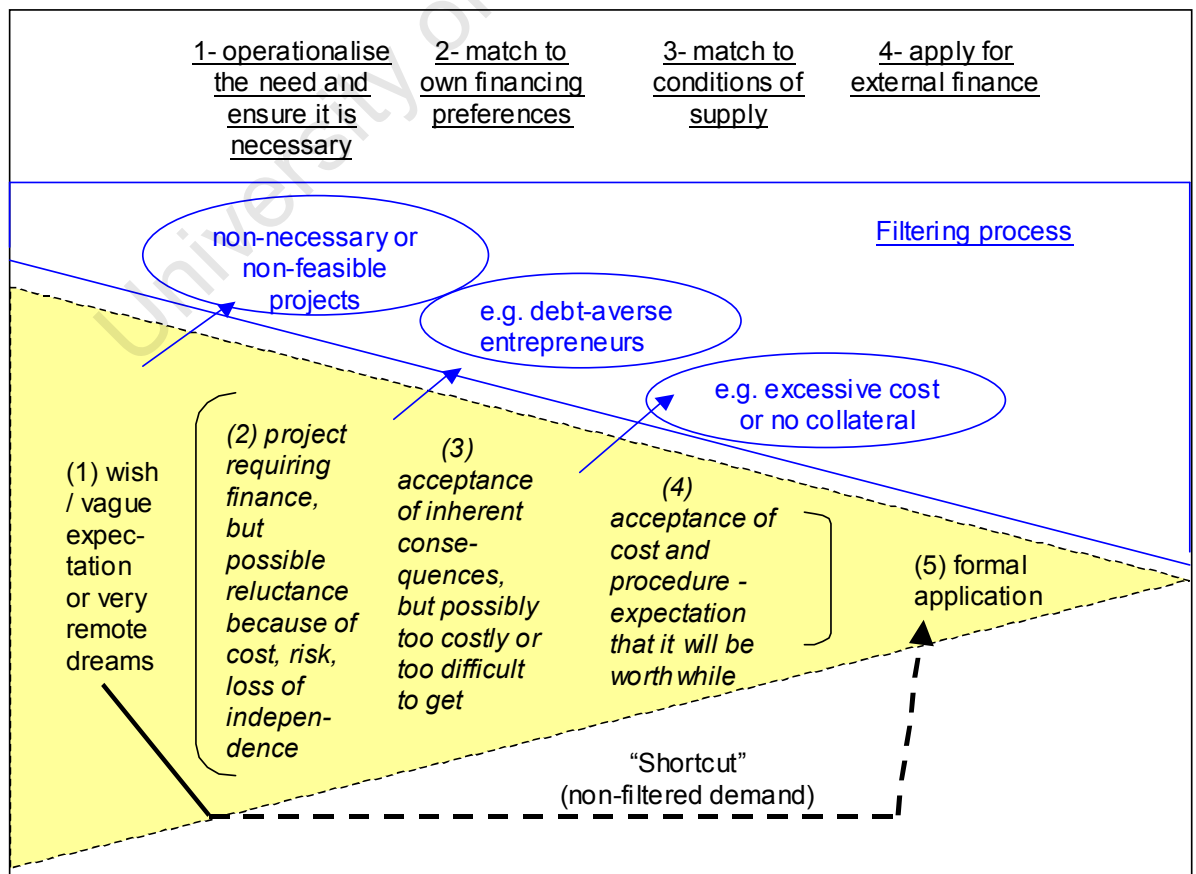 1- operationalise
the need and
ensure it is
necessary
2- match to
own financing
preferences
3- match to
conditions of
supply
4- apply for
external finance
University of
Filtering process
non-necessary or
non-feasible
projects
e.g. debt-averse
entrepreneurs
e.g. excessive cost
or no collateral
(1) wish
/ vague
expec-
tation
or very
remote
dreams
(2) project
requiring
finance,
but
possible
reluctance
because of
cost, risk,
loss of
indepen-
dence
(3)
acceptance
of inherent
conse-
quences,
but possibly
too costly or
too difficult
to get
(4)
acceptance of
cost and
procedure -
expectation
that it will be
worth while
(5) formal
application
“Shortcut”
(non-filtered demand)